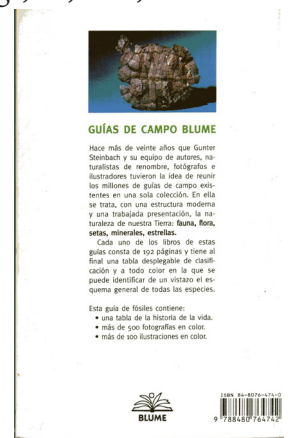 GUÍAS DE CAMPO BLUME
Hace más de veinte años que Gunter
Steinbach y su equipo de autores, na-
turalistas de renombre, fotógrafos e
ilustradores tuvieron la idea de reunir
los millones de guías de campo exis-
tentes en una sola colección. En ella
se trata, con una estructura moderna
y una trabajada presentación, la na-
turaleza de nuestra Tierra: fauna, flora,
setas, minerales, estrellas.
Cada uno de los libros de estas
guías consta de 192 páginas y tiene al
final una tabla desplegable de clasifi-
cación y a todo color en la que se
puede identificar de un vistazo el es-
quema general de todas las especies.
Esta guía de fósiles contiene:
• una tabla de la historia de la vida.
• más de 500 fotografías en color.
• más de 100 ilustraciones en color.
BLUME
ISBN 84-8076-474-0
9 788480 764742